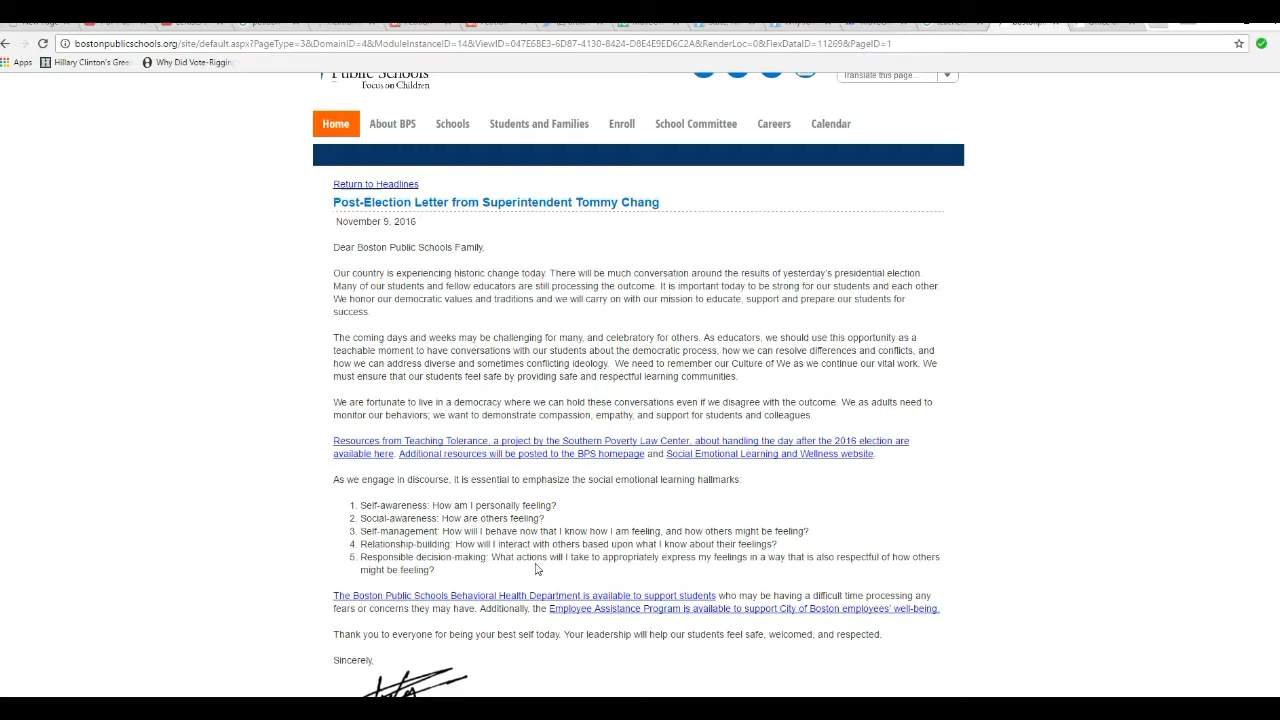 bostonpublicschools.org/site/default.aspx?PageType=3&DomainID=4&ModuleInstanceID=14&ViewID=047E6BE3-6D87-4130-8424-D8E4E9ED6C2A&RenderLoc=0&FlexDataID=11269&PageID=1
Apps Hillary Clinton's Gree Why Did Vote-Riggin
Public Schools
Focus on Children
Translate this page...
Home About BPS Schools Students and Families Enroll School Committee Careers Calendar
Return to Headlines
Post-Election Letter from Superintendent Tommy Chang
November 9, 2016
Dear Boston Public Schools Family,
Our country is experiencing historic change today. There will be much conversation around the results of yesterday's presidential election.
Many of our students and fellow educators are still processing the outcome. It is important today to be strong for our students and each other.
We honor our democratic values and traditions and we will carry on with our mission to educate, support and prepare our students for
success.
The coming days and weeks may be challenging for many, and celebratory for others. As educators, we should use this opportunity as a
teachable moment to have conversations with our students about the democratic process, how we can resolve differences and conflicts, and
how we can address diverse and sometimes conflicting ideology. We need to remember our Culture of We as we continue our vital work. We
must ensure that our students feel safe by providing safe and respectful learning communities.
We are fortunate to live in a democracy where we can hold these conversations even if we disagree with the outcome. We as adults need to
monitor our behaviors; we want to demonstrate compassion, empathy, and support for students and colleagues.
Resources from Teaching Tolerance, a project by the Southern Poverty Law Center, about handling the day after the 2016 election are
available here. Additional resources will be posted to the BPS homepage and Social Emotional Learning and Wellness website.
As we engage in discourse, it is essential to emphasize the social emotional learning hallmarks:
1. Self-awareness: How am I personally feeling?
2. Social-awareness: How are others feeling?
3. Self-management: How will I behave now that I know how I am feeling, and how others might be feeling?
4. Relationship-building: How will I interact with others based upon what I know about their feelings?
5. Responsible decision-making: What actions will I take to appropriately express my feelings in a way that is also respectful of how others
might be feeling?
The Boston Public Schools Behavioral Health Department is available to support students who may be having a difficult time processing any
fears or concerns they may have. Additionally, the Employee Assistance Program is available to support City of Boston employees' well-being.
Thank you to everyone for being your best self today. Your leadership will help our students feel safe, welcomed, and respected.
Sincerely,